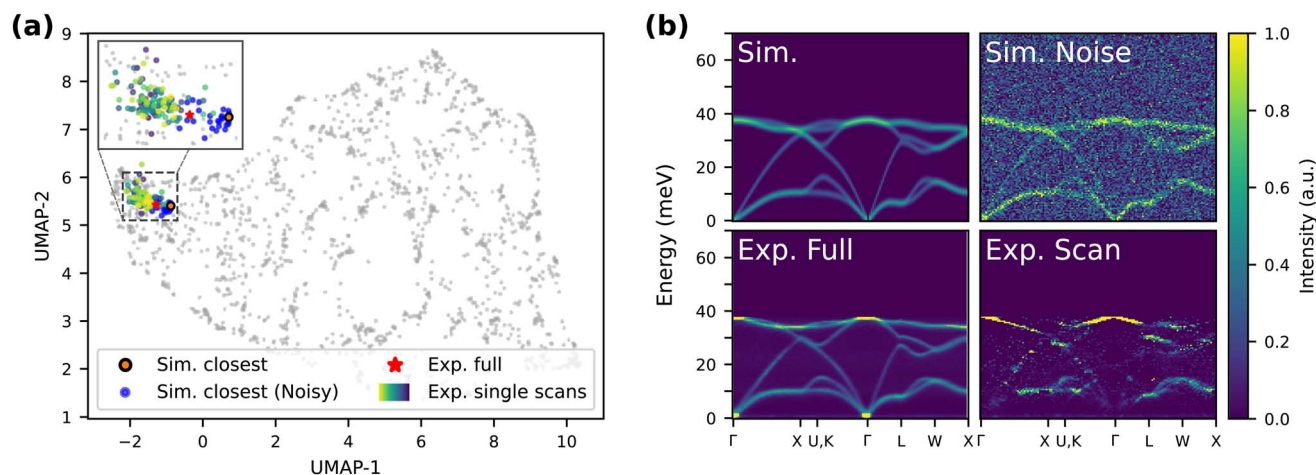 (a)
9
8
7
6
5
4
3
2
1
UMAP-2
−2 0 2 4 6 8 10
UMAP-1
Sim. closest
Sim. closest (Noisy)
Exp. full
Exp. single scans
(b)
Sim.
Sim. Noise
Exp. Full
Exp. Scan
Energy (meV)
60
40
20
0
60
40
20
0
Γ X U,K Γ L W X
Γ X U,K Γ L W X
1.0
0.8
0.6
0.4
0.2
0.0
Intensity (a.u.)